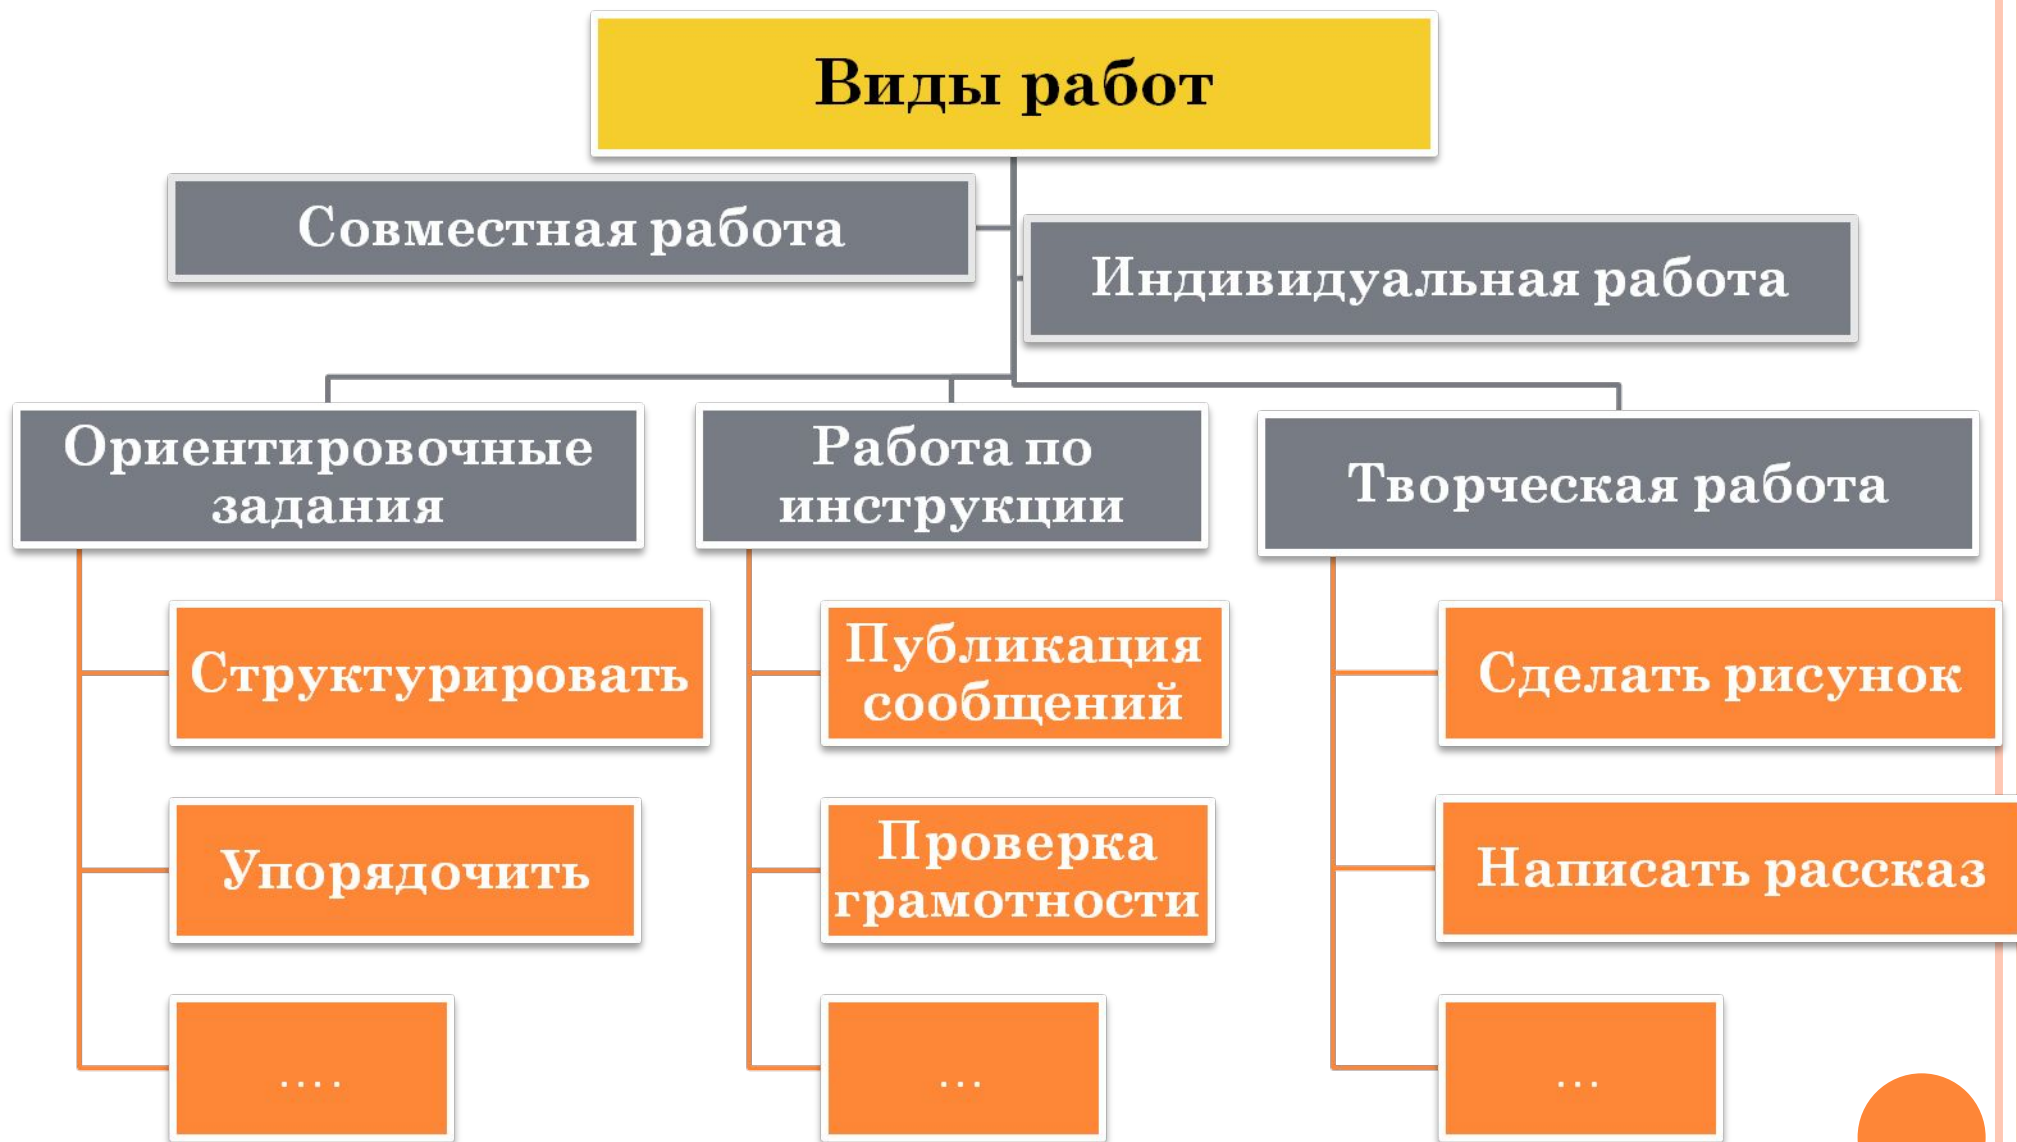 Виды работ
Совместная работа
Индивидуальная работа
Ориентировочные
задания
Работа по
инструкции
Творческая работа
Структурировать
Публикация
сообщений
Сделать рисунок
Упорядочить
Проверка
грамотности
Написать рассказ
....
...
...